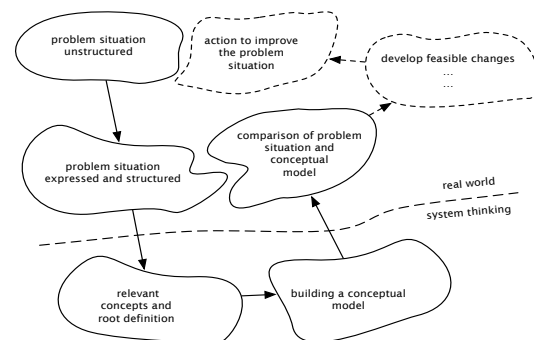 problem situation
unstructured
action to improve
the problem
situation
develop feasible changes
...
...
problem situation
expressed and structured
comparison of problem
situation and
conceptual
model
real world
system thinking
relevant
concepts and
root definition
building a conceptual
model